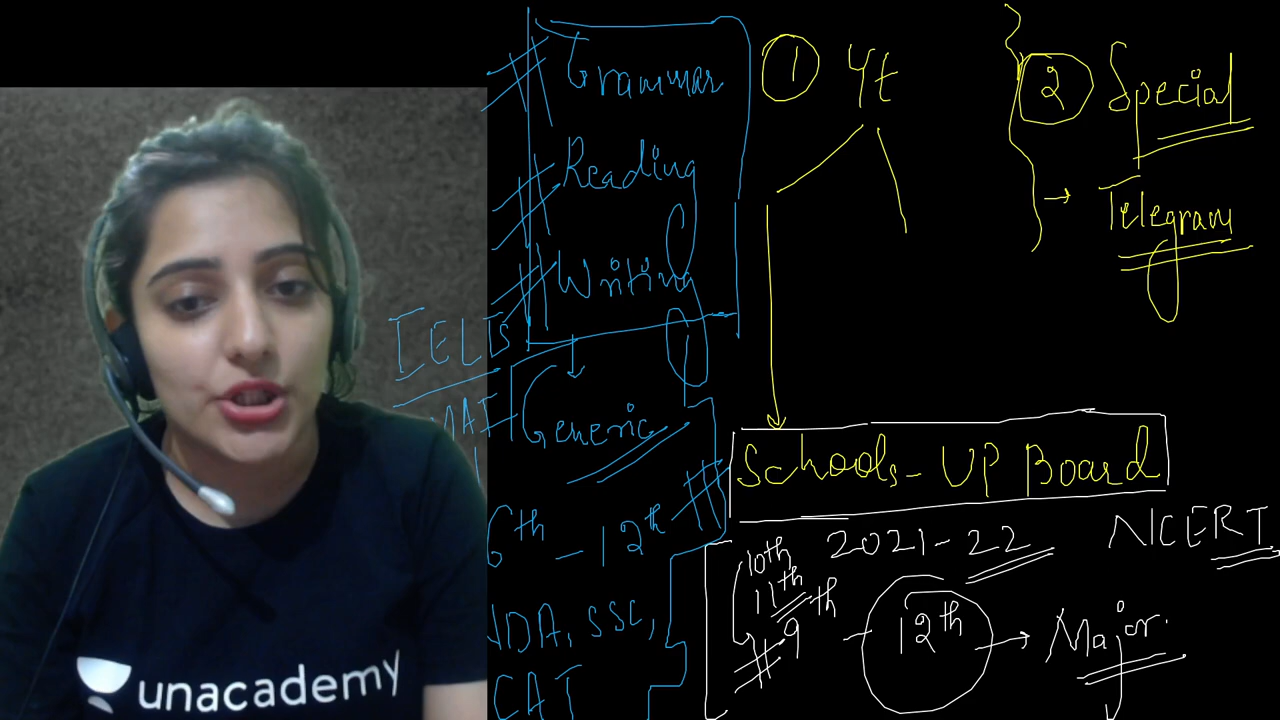 Grammar
Reading
Writing
IELTS
Generic
6th - 12th
NDA, SSC,
CAT
1 Yt
2 Special
→ Telegram
Schools - UP Board
2021-22 NCERT
10th
11th
# 9th - 12th → Major.
unacademy